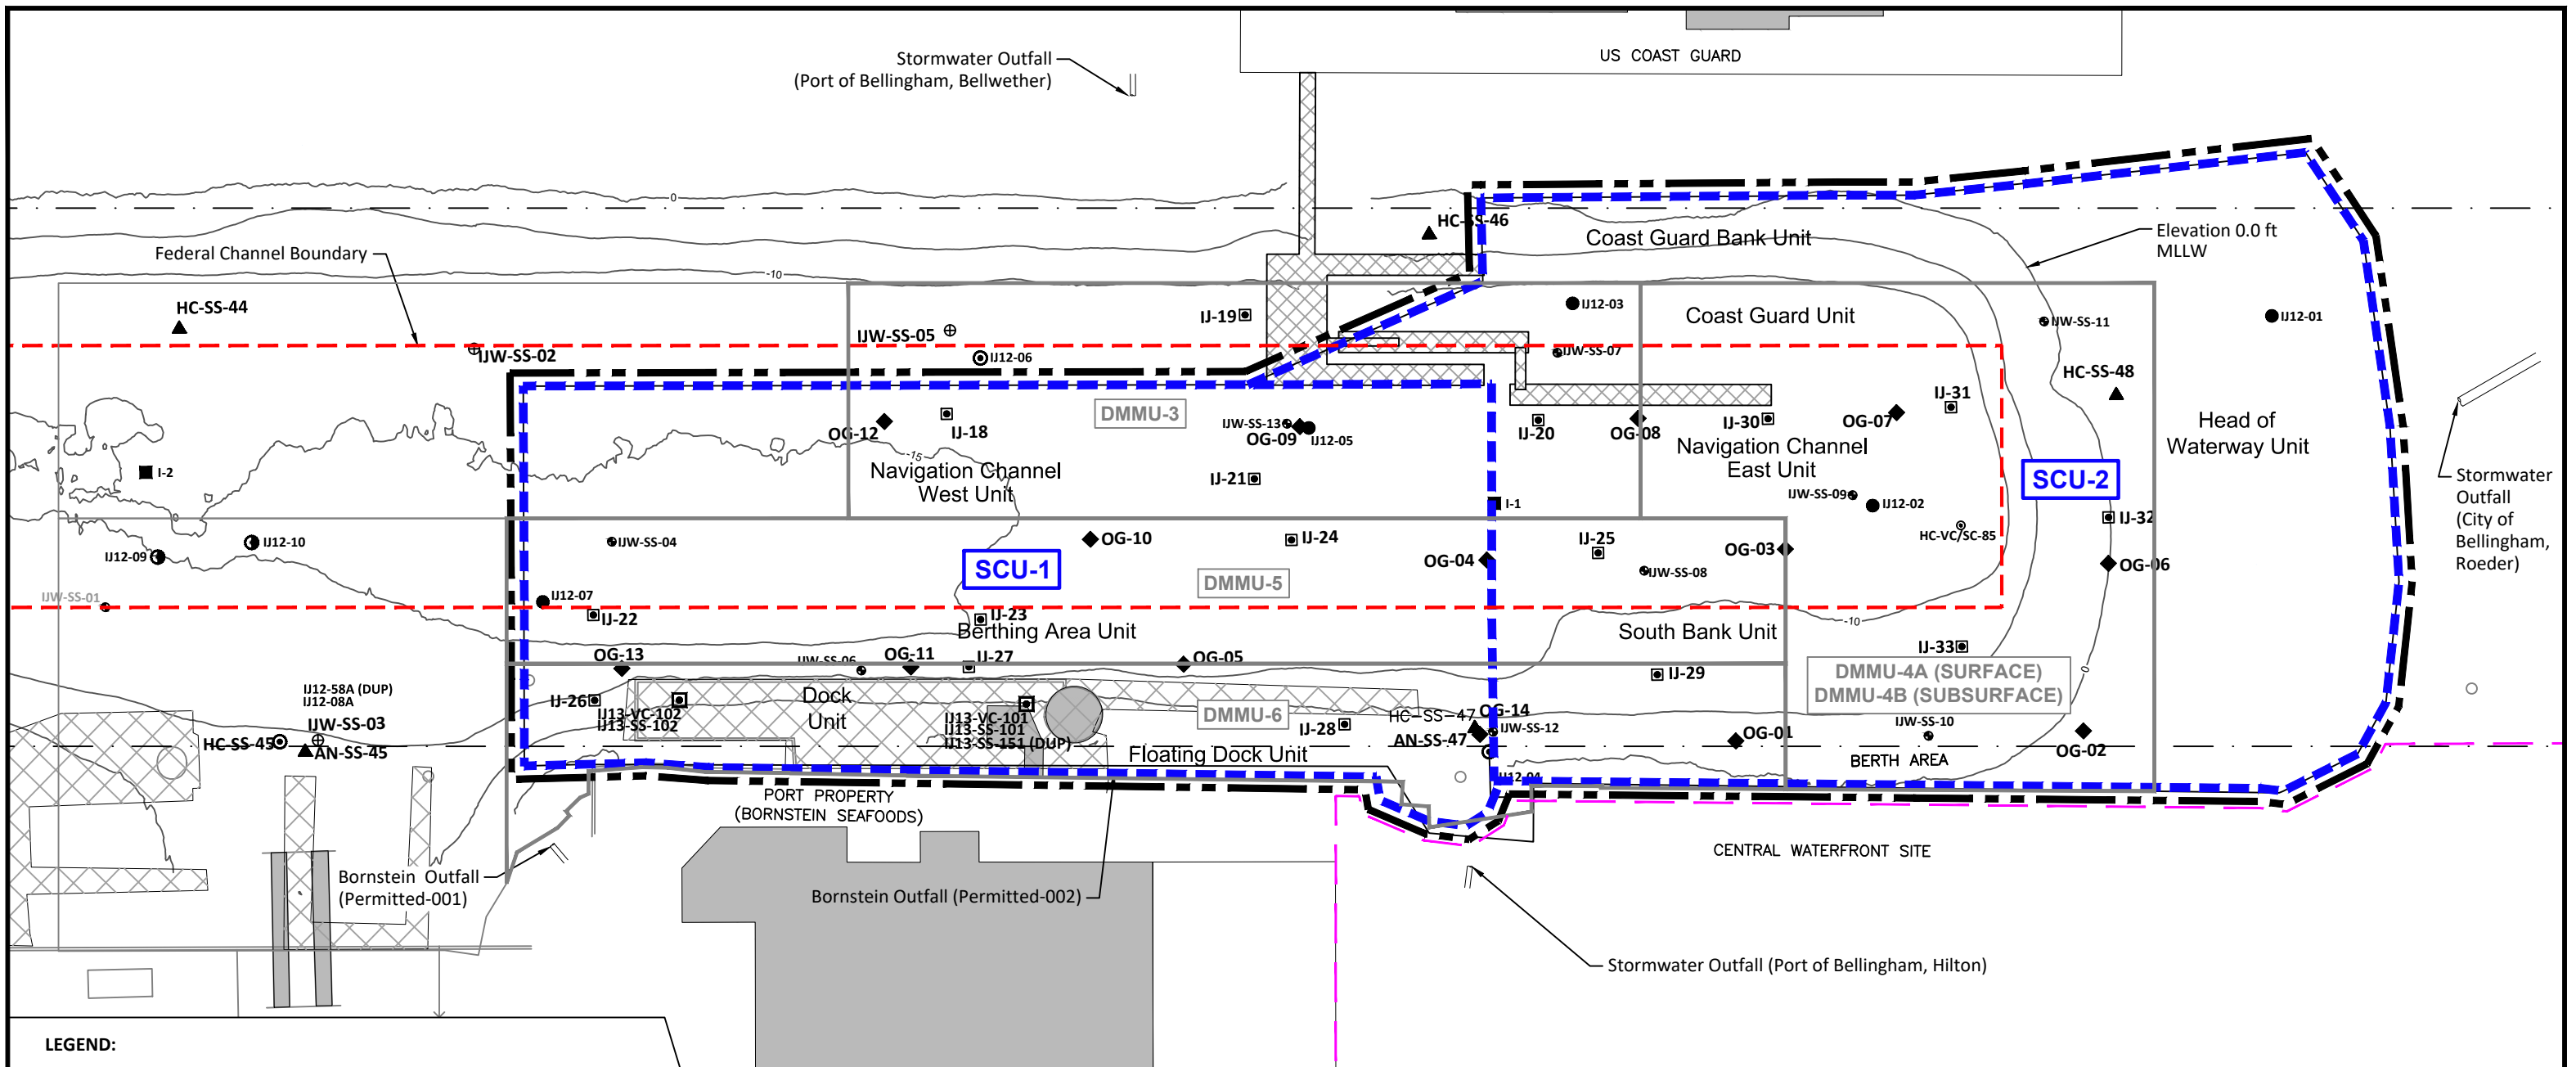 US COAST GUARD
Stormwater Outfall
(Port of Bellingham, Bellwether)
0
HC-SS-46
Coast Guard Bank Unit
Elevation 0.0 ft
MLLW
Federal Channel Boundary
-10
HC-SS-44
IJW-SS-02
IJW-SS-05
IJ12-06
IJ-19
IJ12-03
IJW-SS-07
Coast Guard Unit
IJW-SS-11
IJ12-01
HC-SS-48
DMMU-3
OG-12
IJ-18
IJW-SS-13
OG-09
IJ12-05
IJ-20
OG-08
IJ-30
OG-07
IJ-31
Head of
Waterway Unit
Navigation Channel
East Unit
Navigation Channel
West Unit
-15
I-2
IJ-21
I-1
IJW-SS-09
IJ12-02
SCU-2
Stormwater
Outfall
(City of
Bellingham,
Roeder)
HC-VC/SC-85
IJ-32
IJ12-09
IJ12-10
IJW-SS-04
SCU-1
OG-10
IJ-24
OG-04
IJ-25
OG-03
IJW-SS-08
OG-06
DMMU-5
IJW-SS-01
IJ12-07
IJ-22
IJ-23
Berthing Area Unit
South Bank Unit
-10
IJ-33
OG-13
IJW-SS-06
OG-11
IJ-27
OG-05
IJ-29
DMMU-4A (SURFACE)
DMMU-4B (SUBSURFACE)
0
IJ12-58A (DUP)
IJ12-08A
IJW-SS-03
HC-SS-45
AN-SS-45
IJ-26
IJ13-VC-102
IJ13-SS-102
Dock
Unit
IJ13-VC-101
IJ13-SS-101
IJ13-SS-151 (DUP)
DMMU-6
IJ-28
HC-SS-47
OG-14
AN-SS-47
IJW-SS-12
IJ12-04
OG-01
IJW-SS-10
OG-02
Floating Dock Unit
BERTH AREA
PORT PROPERTY
(BORNSTEIN SEAFOODS)
CENTRAL WATERFRONT SITE
Bornstein Outfall
(Permitted-001)
Bornstein Outfall (Permitted-002)
Stormwater Outfall (Port of Bellingham, Hilton)
LEGEND: